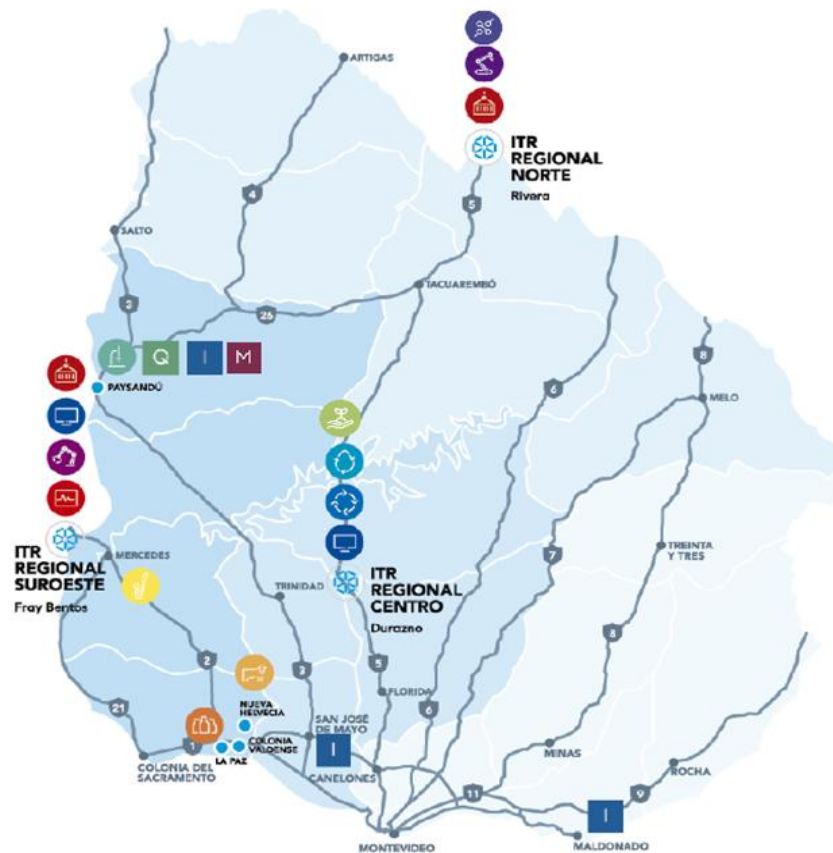 ARTIGAS
ITR
REGIONAL
NORTE
Rivera
4
5
SALTO
TACUAREMBÓ
3
26
Q I M
PAYSANDÚ
6
8
MELO
7
ITR
REGIONAL
SUROESTE
Fray Bentos
MERCEDES
TRINIDAD
ITR
REGIONAL
CENTRO
Durazno
TREINTA
Y TRES
8
2
3
5
FLORIDA
6
21
NUEVA
HELVECIA
SAN JOSÉ
DE MAYO
I
COLONIA
VALDENSE
1
LA PAZ
COLONIA DEL
SACRAMENTO
CANELONES
MINAS
ROCHA
11
9
I
MALDONADO
MONTEVIDEO